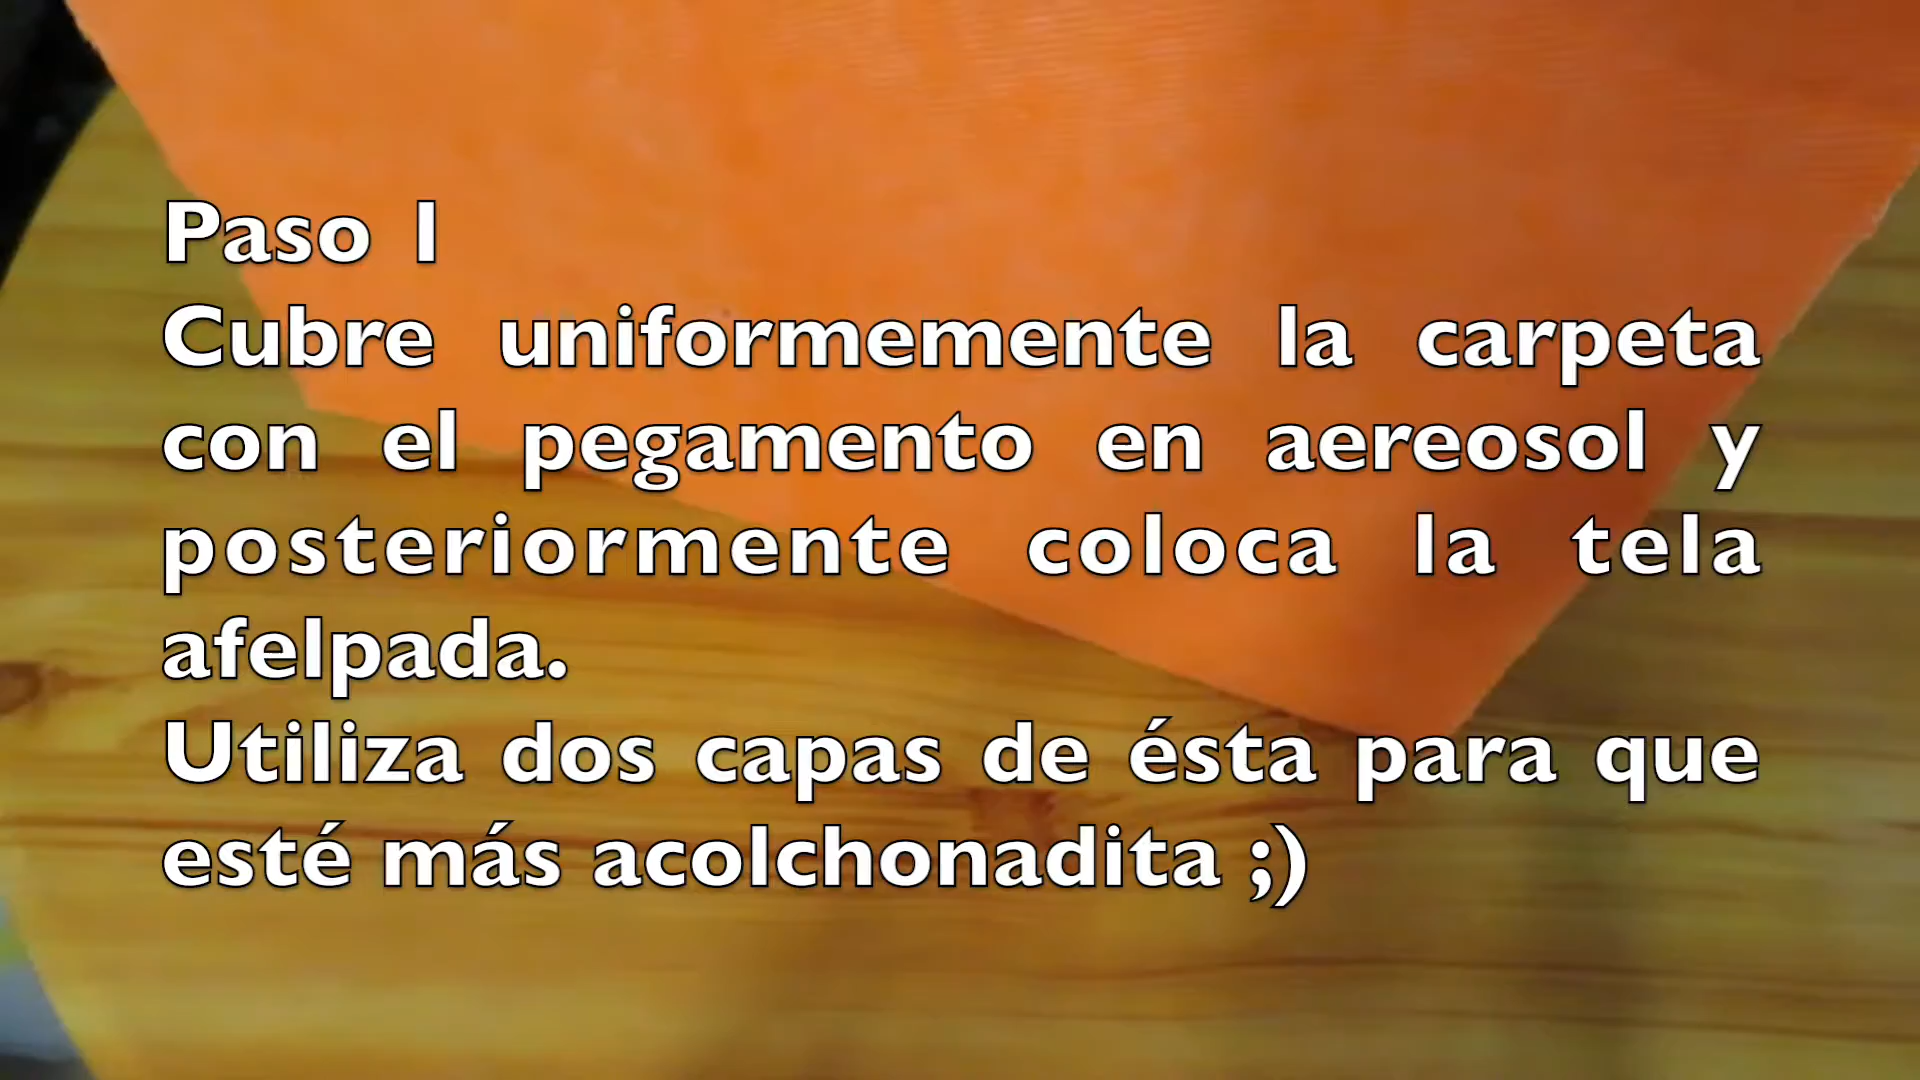 Paso 1
Cubre uniformemente la carpeta
con el pegamento en aereosol y
posteriormente coloca la tela
afelpada.
Utiliza dos capas de ésta para que
esté más acolchonadita ;)